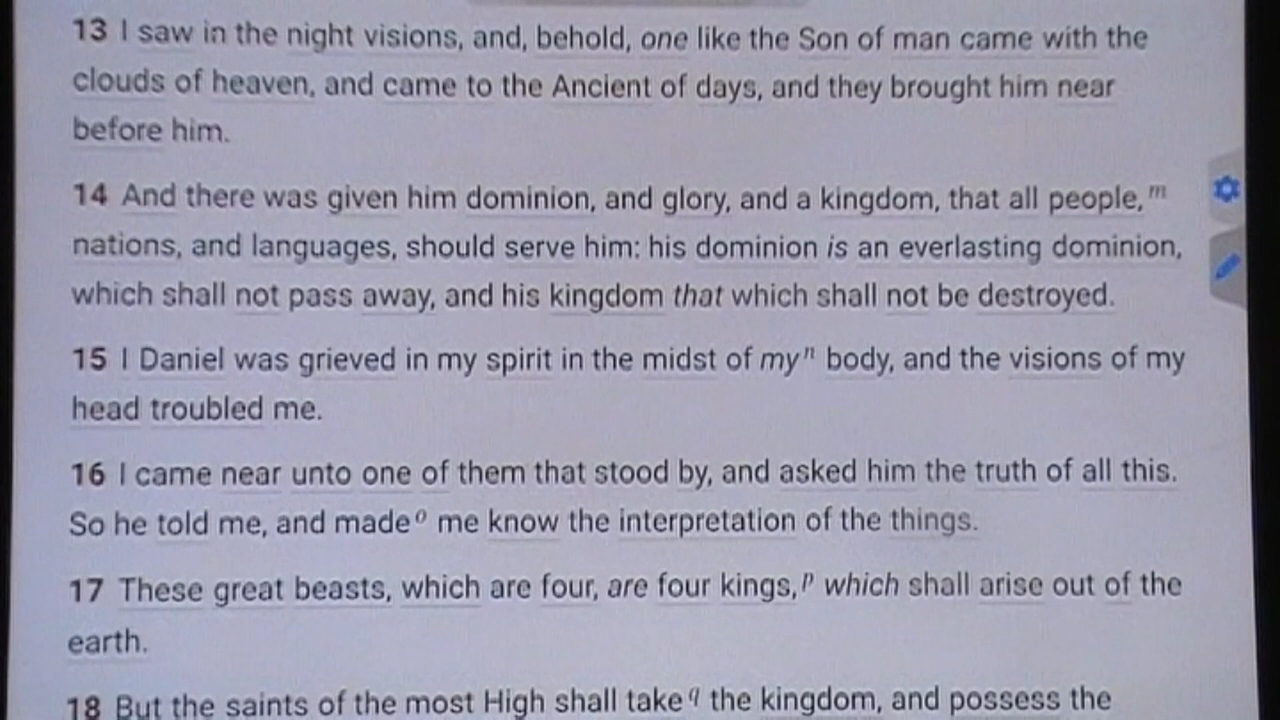 13 I saw in the night visions, and, behold, one like the Son of man came with the
clouds of heaven, and came to the Ancient of days, and they brought him near
before him.
14 And there was given him dominion, and glory, and a kingdom, that all people, m
nations, and languages, should serve him: his dominion is an everlasting dominion,
which shall not pass away, and his kingdom that which shall not be destroyed.
15 I Daniel was grieved in my spirit in the midst of my n body, and the visions of my
head troubled me.
16 I came near unto one of them that stood by, and asked him the truth of all this.
So he told me, and made o me know the interpretation of the things.
17 These great beasts, which are four, are four kings, p which shall arise out of the
earth.
18 But the saints of the most High shall take q the kingdom, and possess the